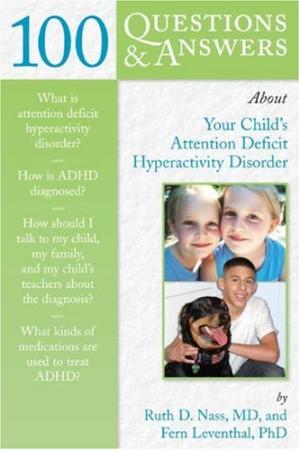 100 QUESTIONS
& ANSWERS
About
Your Child's
Attention Deficit
Hyperactivity Disorder
What is
attention deficit
hyperactivity
disorder?
How is ADHD
diagnosed?
How should I
talk to my child,
my family,
and my child's
teachers about
the diagnosis?
What kinds of
medications are
used to treat
ADHD?
by
Ruth D. Nass, MD, and
Fern Leventhal, PhD